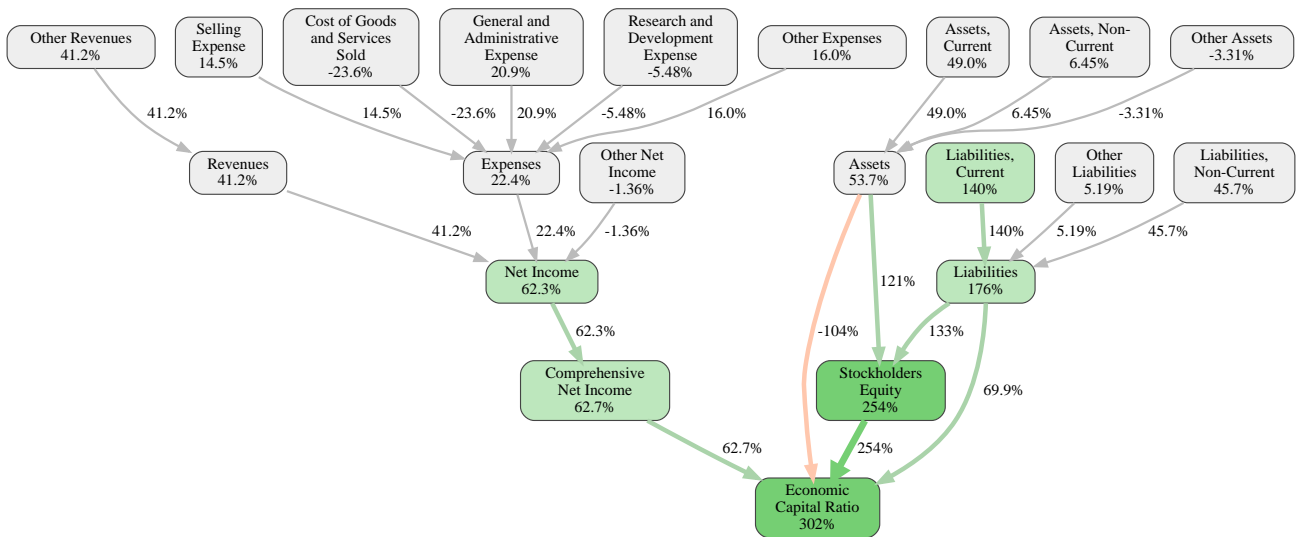 Other Revenues
41.2%
Selling
Expense
14.5%
Cost of Goods
and Services
Sold
-23.6%
General and
Administrative
Expense
20.9%
Research and
Development
Expense
-5.48%
Other Expenses
16.0%
Assets,
Current
49.0%
Assets, Non-
Current
6.45%
Other Assets
-3.31%
41.2%
14.5%
-23.6%
20.9%
-5.48%
16.0%
49.0%
6.45%
-3.31%
Revenues
41.2%
Expenses
22.4%
Other Net
Income
-1.36%
Assets
53.7%
Liabilities,
Current
140%
Other
Liabilities
5.19%
Liabilities,
Non-Current
45.7%
41.2%
22.4%
-1.36%
140%
5.19%
45.7%
Net Income
62.3%
121%
Liabilities
176%
62.3%
-104%
133%
Comprehensive
Net Income
62.7%
Stockholders
Equity
254%
69.9%
62.7%
254%
Economic
Capital Ratio
302%